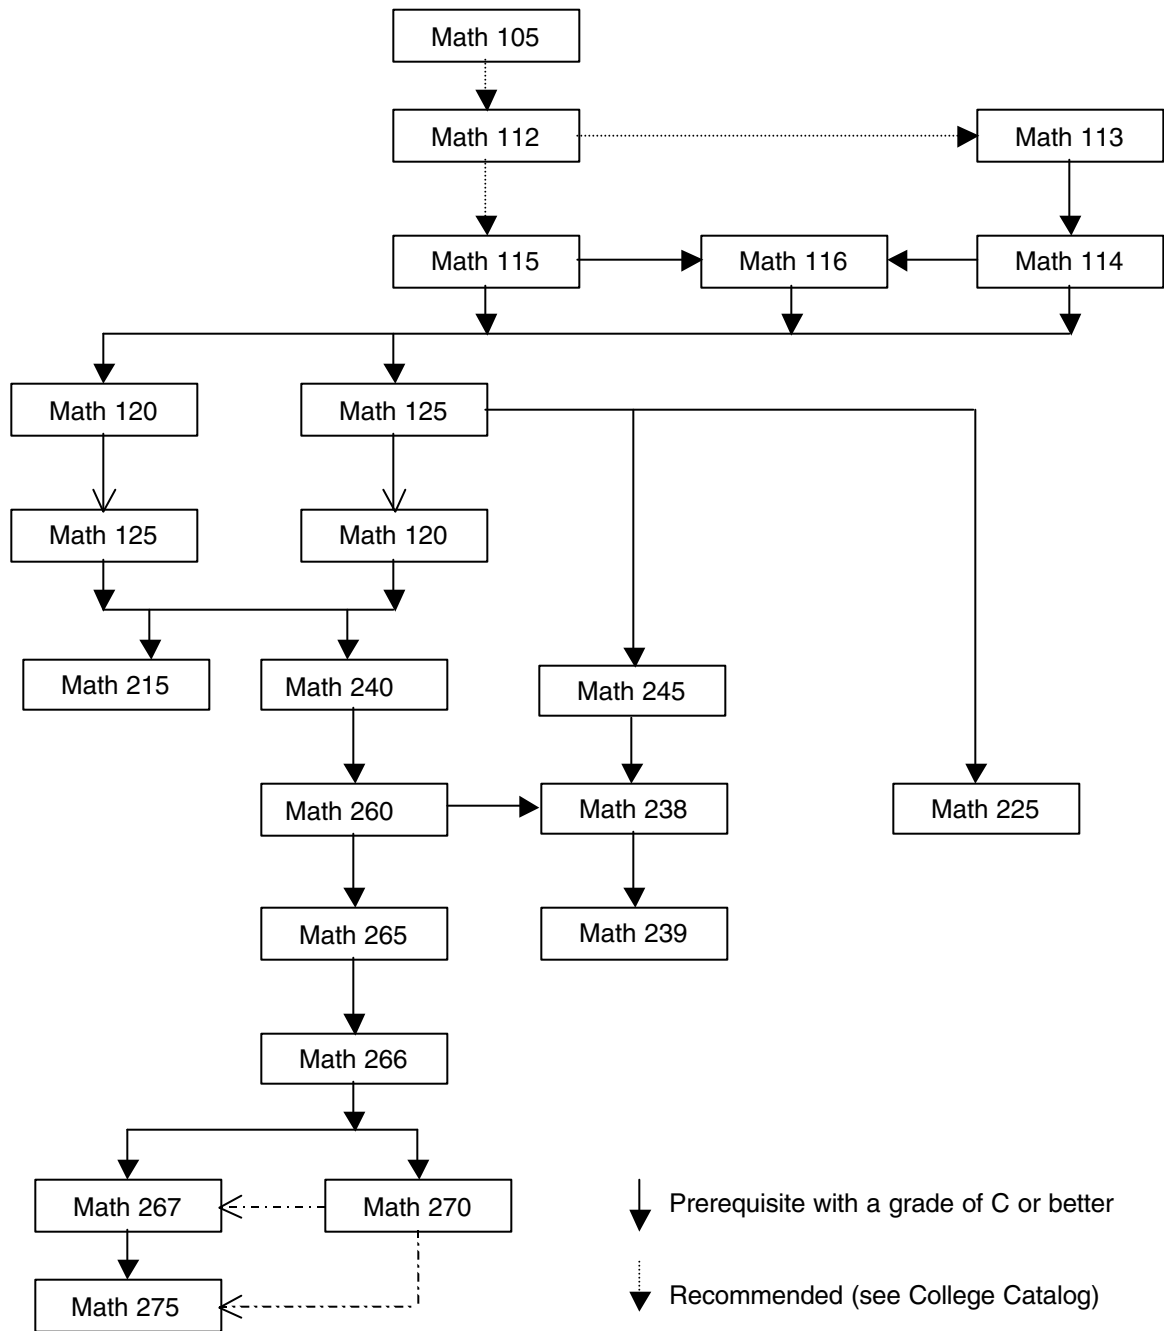 Math 105
Math 112
Math 113
Math 115
Math 116
Math 114
Math 120
Math 125
Math 125
Math 120
Math 215
Math 240
Math 245
Math 260
Math 238
Math 225
Math 265
Math 239
Math 266
Math 267
Math 270
Prerequisite with a grade of C or better
Math 275
Recommended (see College Catalog)